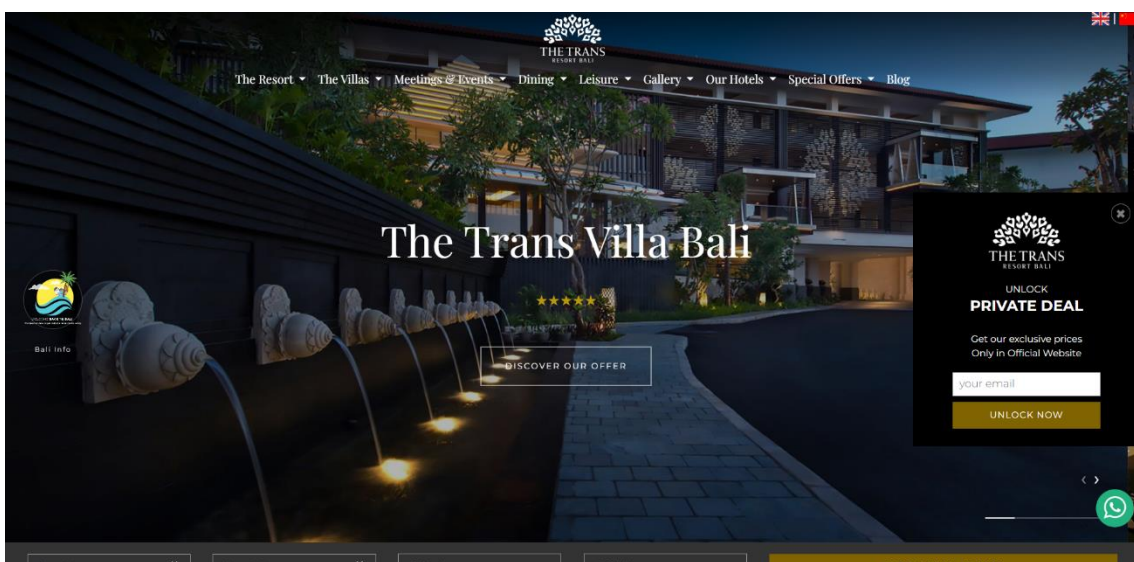 THE TRANS
RESORT BALI
The Resort
The Villas
Meetings & Events
Dining
Leisure
Gallery
Our Hotels
Special Offers
Blog
The Trans Villa Bali
DISCOVER OUR OFFER
Bali Info
THE TRANS
RESORT BALI
UNLOCK
PRIVATE DEAL
Get our exclusive prices
Only in Official Website
your email
UNLOCK NOW